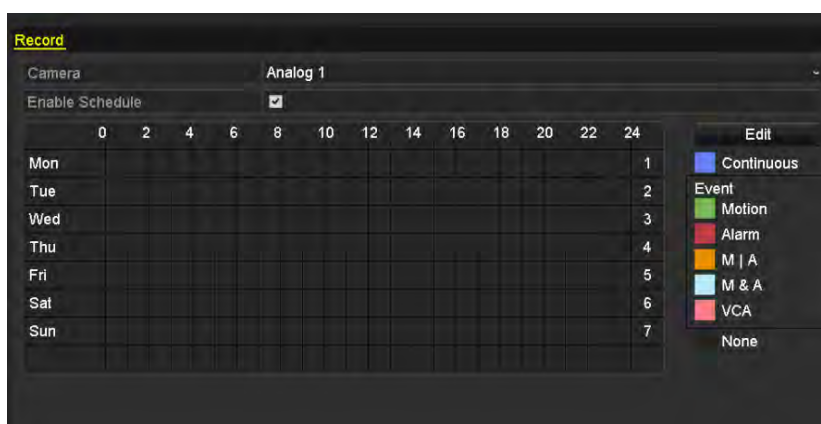 Record
Camera Analog 1
Enable Schedule
0 2 4 6 8 10 12 14 16 18 20 22 24 Edit
Mon 1 Continuous
Tue 2 Event
Motion
Wed 3
Alarm
Thu 4
M | A
Fri 5
M & A
Sat 6
VCA
Sun 7
None